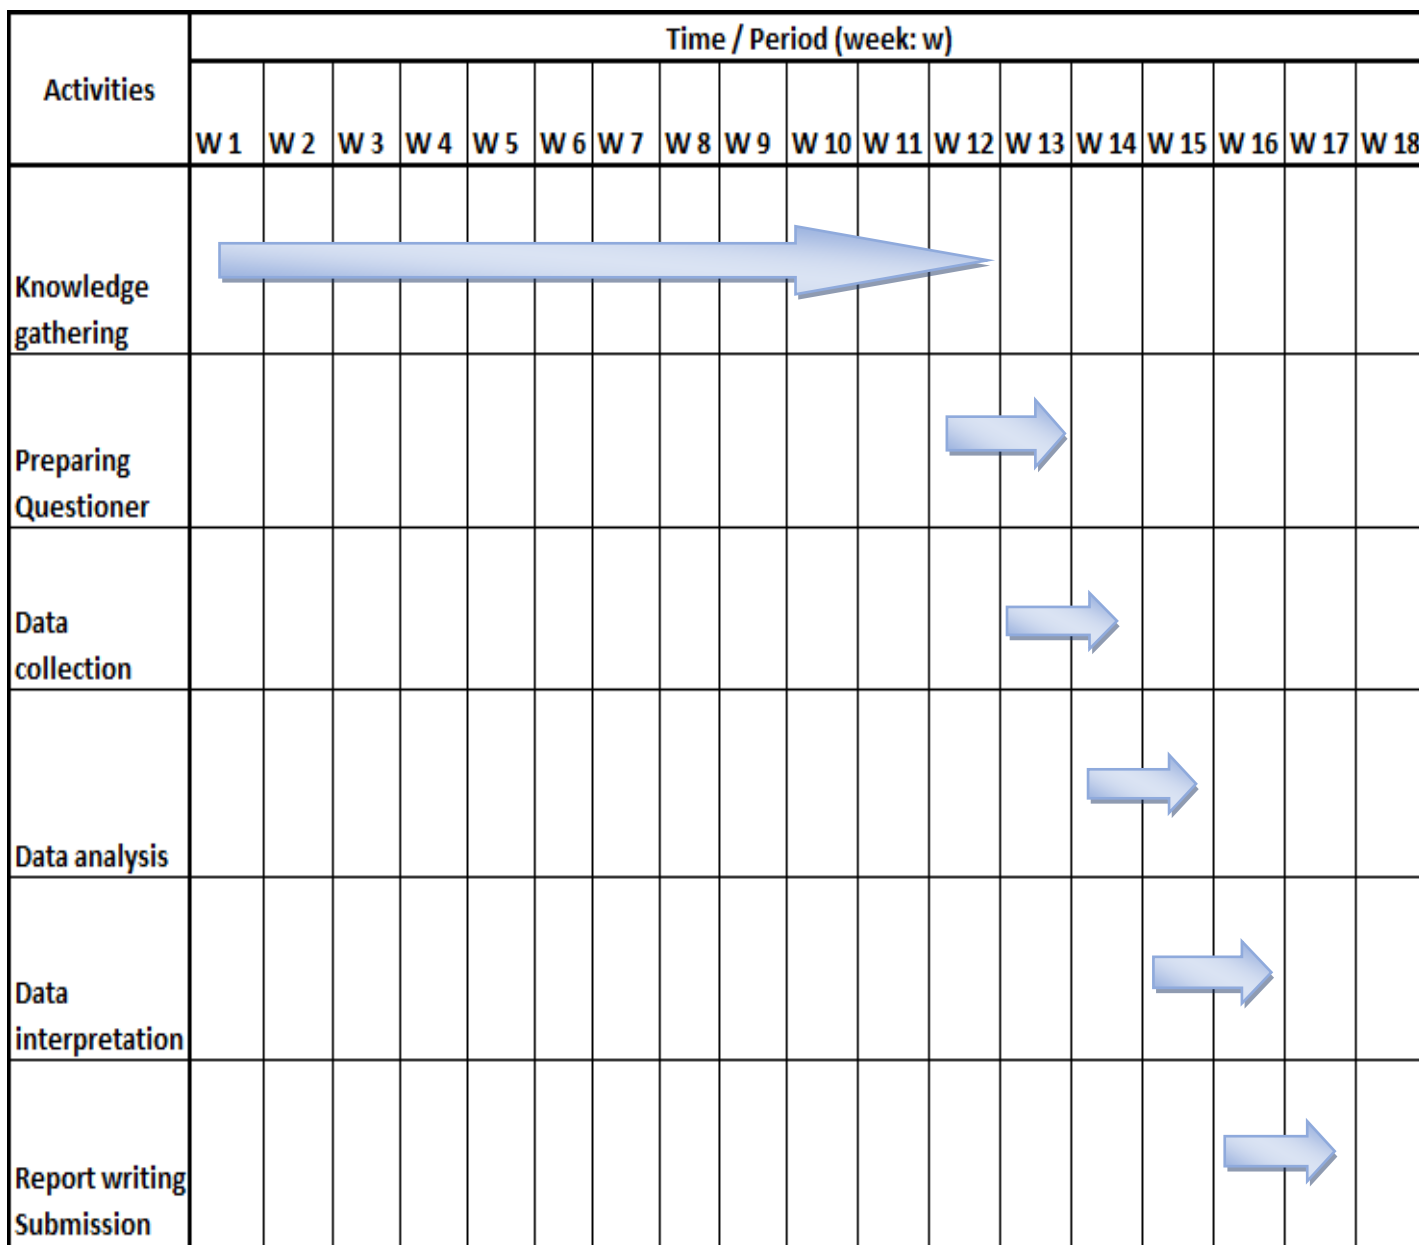 Time / Period (week: w)
Activities
W 1 W 2 W 3 W 4 W 5 W 6 W 7 W 8 W 9 W 10 W 11 W 12 W 13 W 14 W 15 W 16 W 17 W 18
Knowledge
gathering
Preparing
Questioner
Data
collection
Data analysis
Data
interpretation
Report writing
Submission